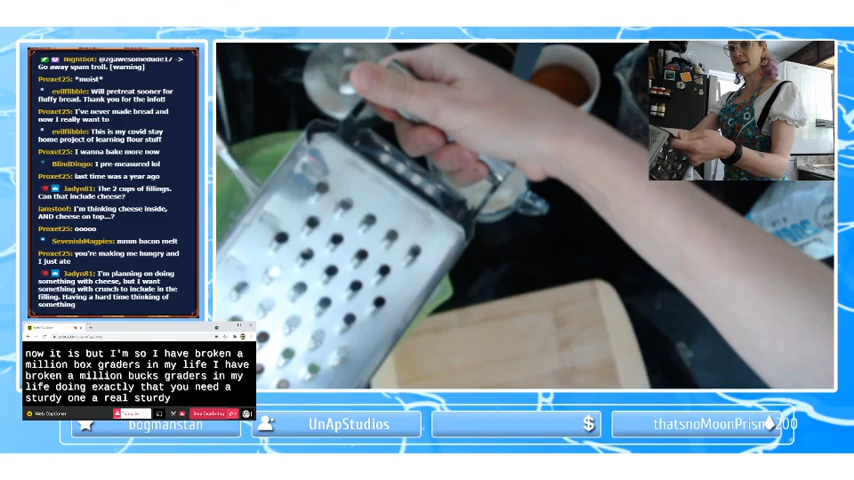 Nightbot: @zgawesomedude17 ->
Go away spam troll. [warning]
Proxet25: *moist*
evilflibble: Will pretreat sooner for
fluffy bread. Thank you for the info!!
Proxet25: I've never made bread and
now I really want to
evilflibble: This is my covid stay
home project of learning flour stuff
Proxet25: I wanna bake more now
BlindDingo: I pre-measured lol
Proxet25: last time was a year ago
Jadyn81: The 2 cups of fillings.
Can that include cheese?
iamstoof: I'm thinking cheese inside,
AND cheese on top...?
Proxet25: ooooo
SevenishMagpies: mmm bacon melt
Proxet25: you're making me hungry and
I just ate
Jadyn81: I'm planning on doing
something with cheese, but I want
something with crunch to include in the
filling. Having a hard time thinking of
something
now it is but I'm so I have broken a
million box graders in my life I have
broken a million bucks graders in my
life doing exactly that you need a
sturdy one a real sturdy
Web Captioner
Stop Captioning
bogmanstan
UnApStudios
$
thatsnoMoonPrism 200